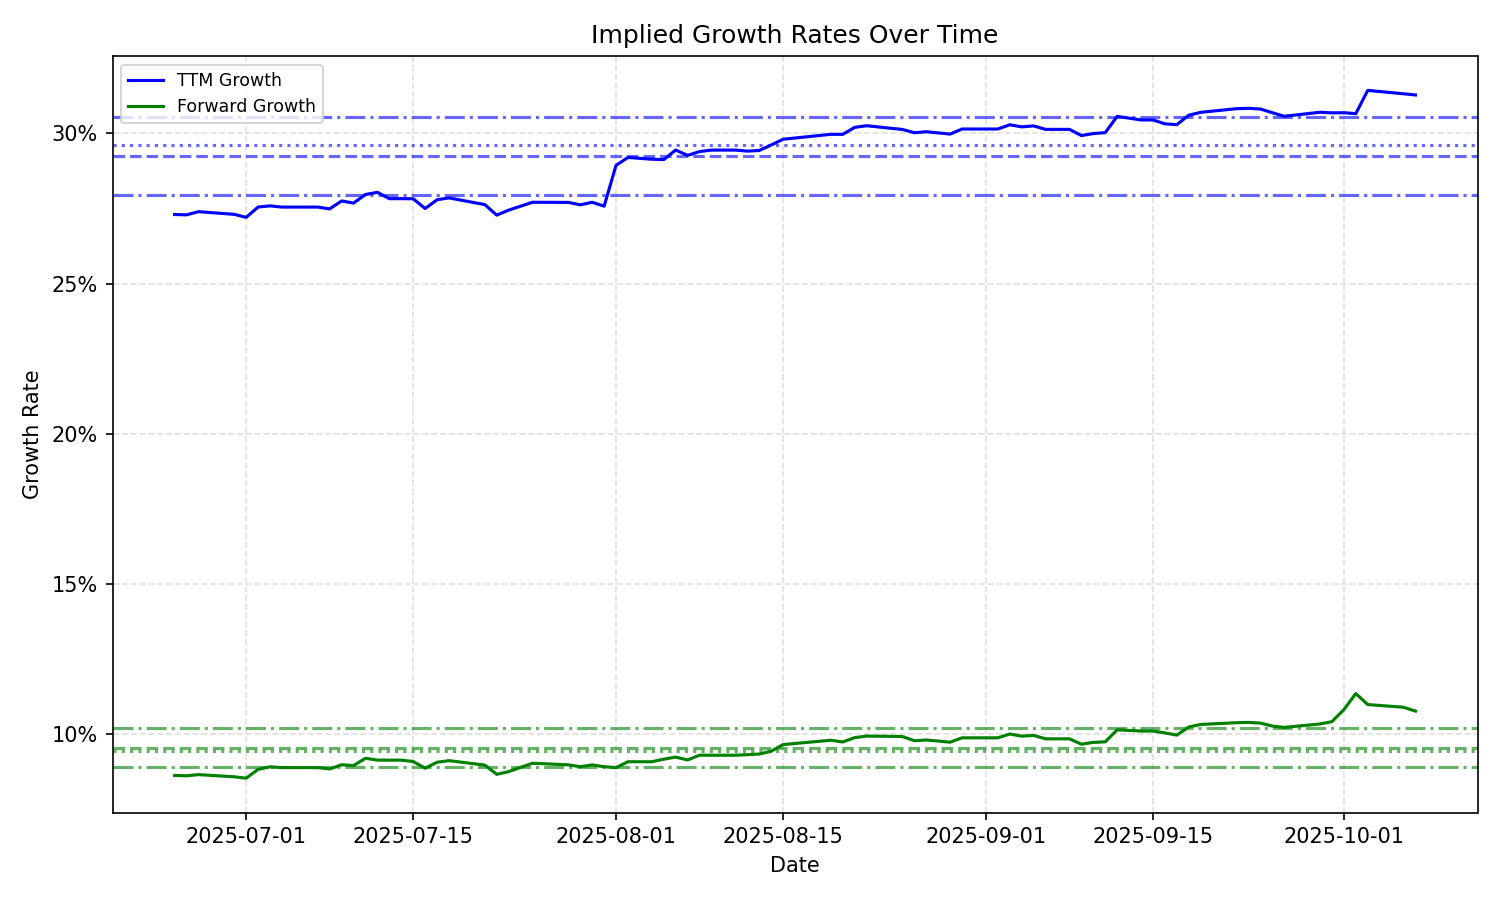 Implied Growth Rates Over Time
TTM Growth
Forward Growth
30%
25%
20%
15%
10%
Growth Rate
2025-07-01
2025-07-15
2025-08-01
2025-08-15
2025-09-01
2025-09-15
2025-10-01
Date